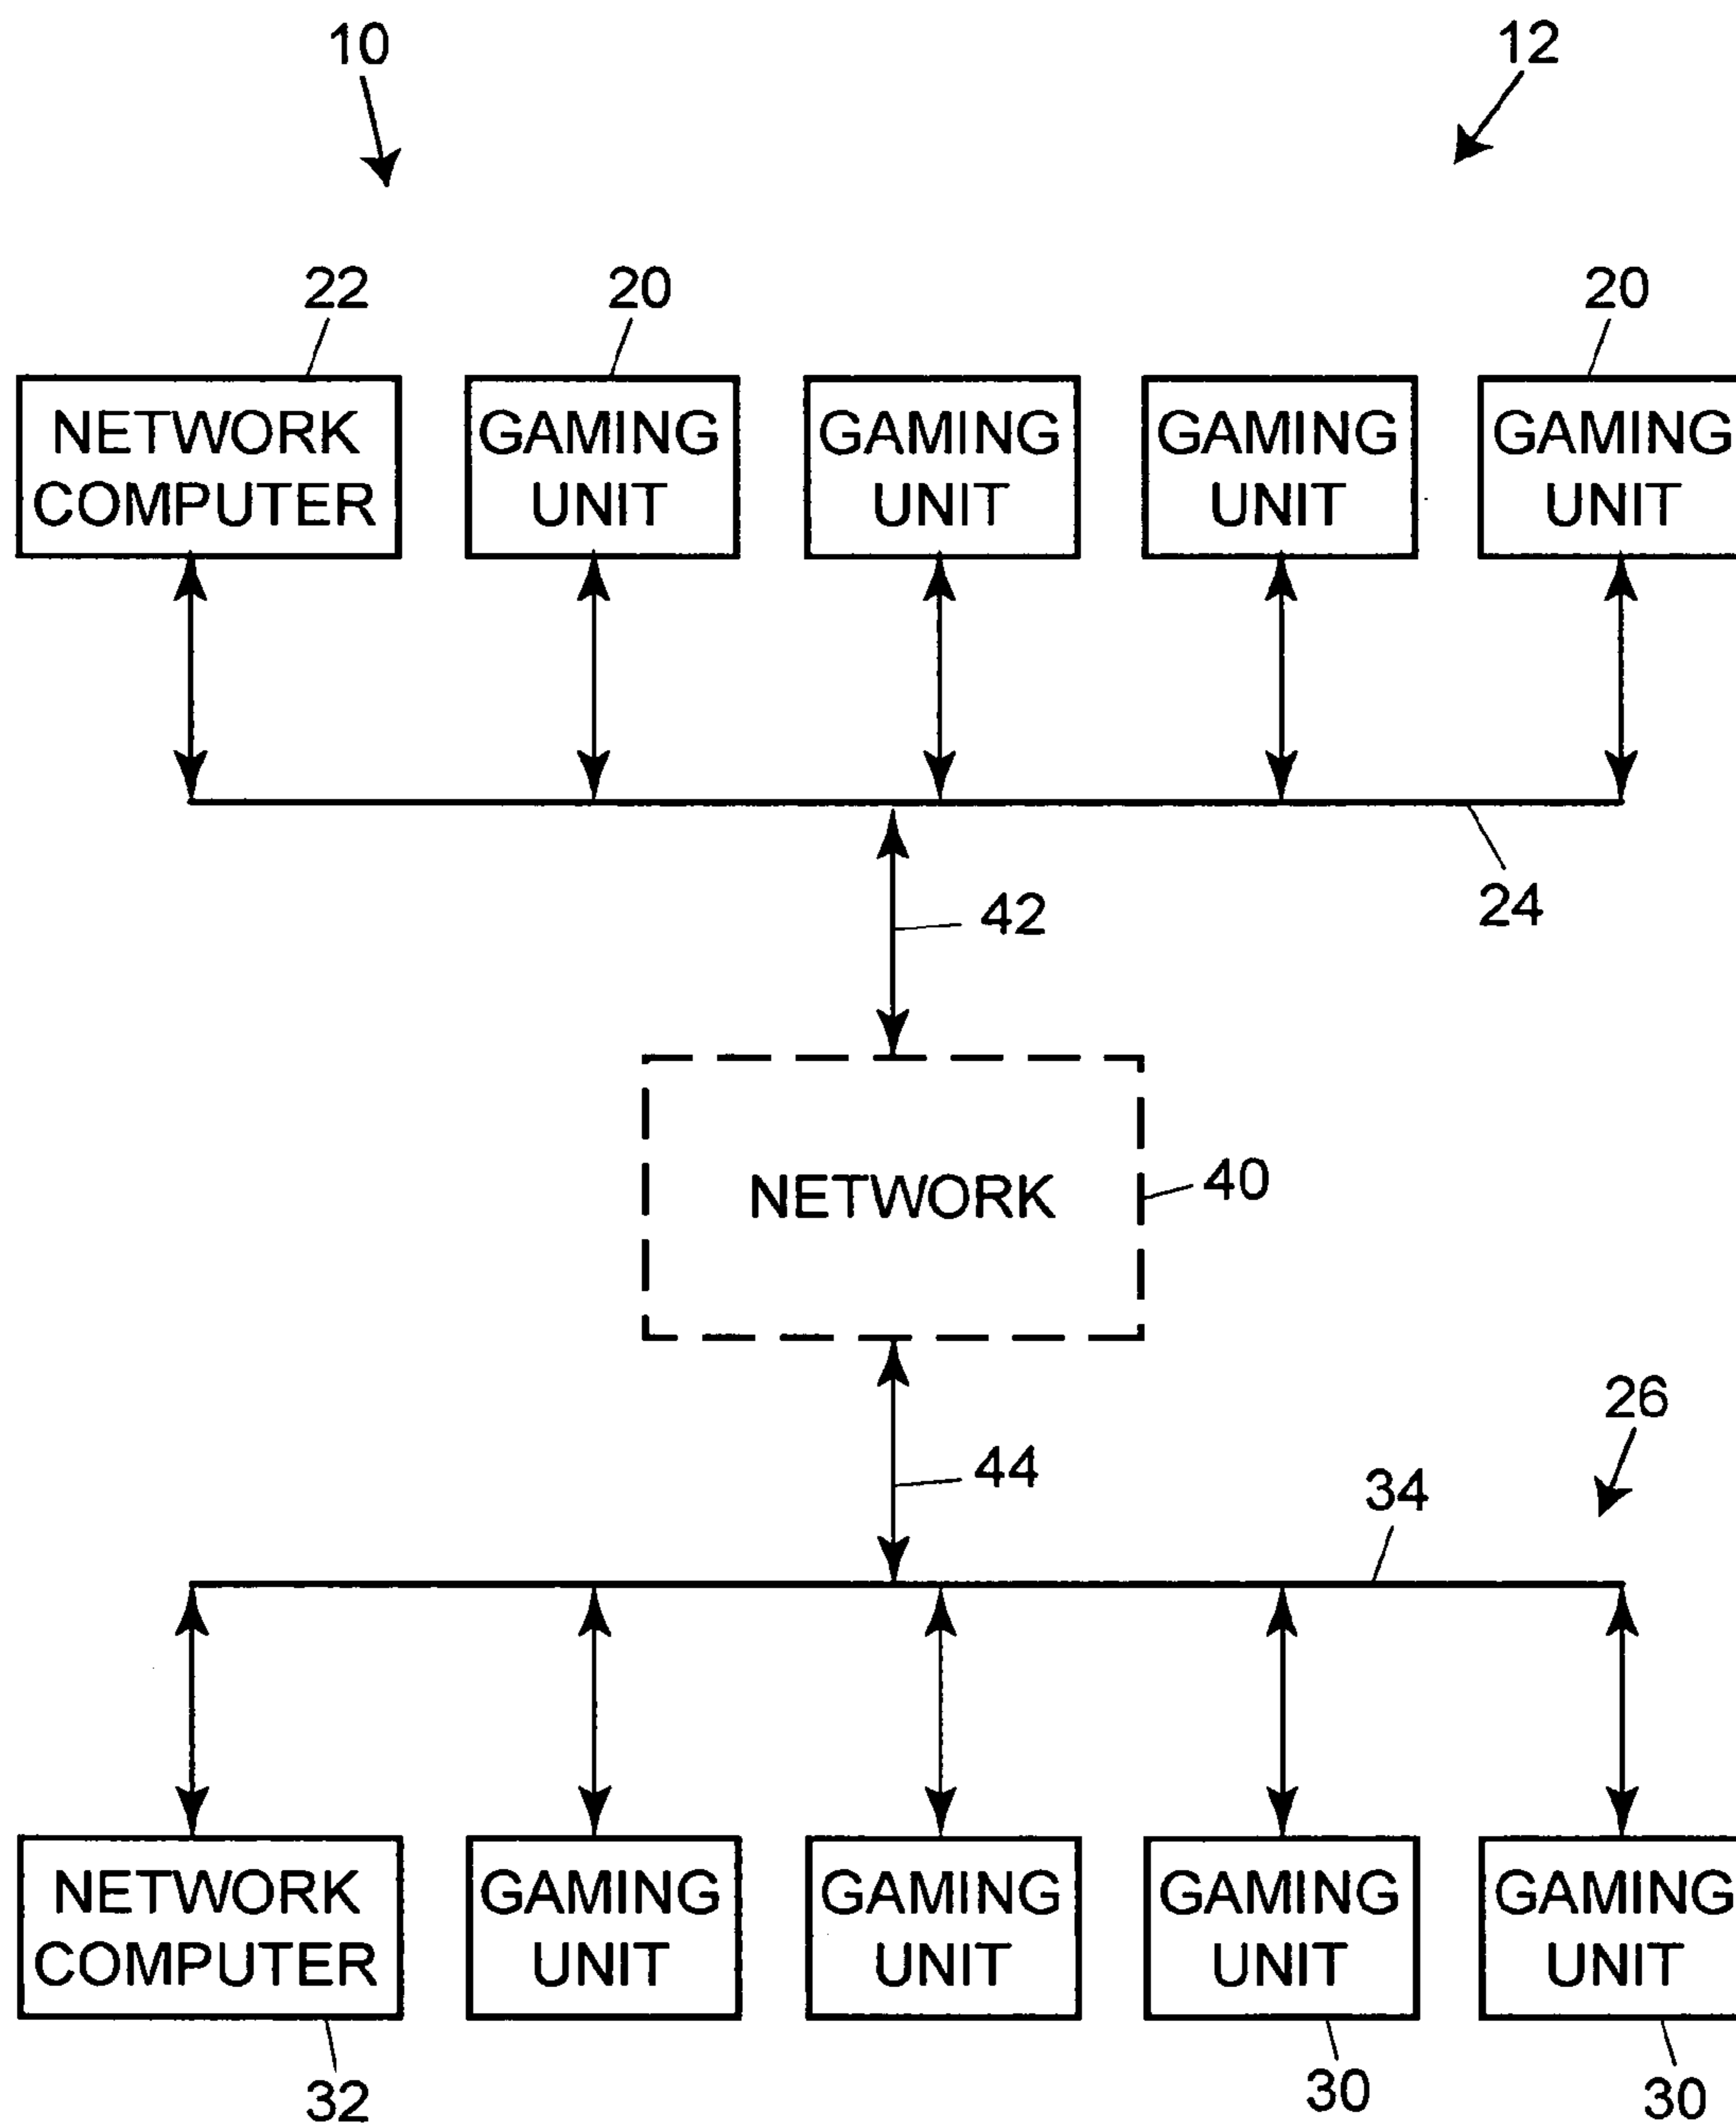 10
12
22
20
20
NETWORK COMPUTER
GAMING UNIT
GAMING UNIT
GAMING UNIT
GAMING UNIT
24
42
NETWORK
40
26
44
34
NETWORK COMPUTER
GAMING UNIT
GAMING UNIT
GAMING UNIT
GAMING UNIT
32
30
30